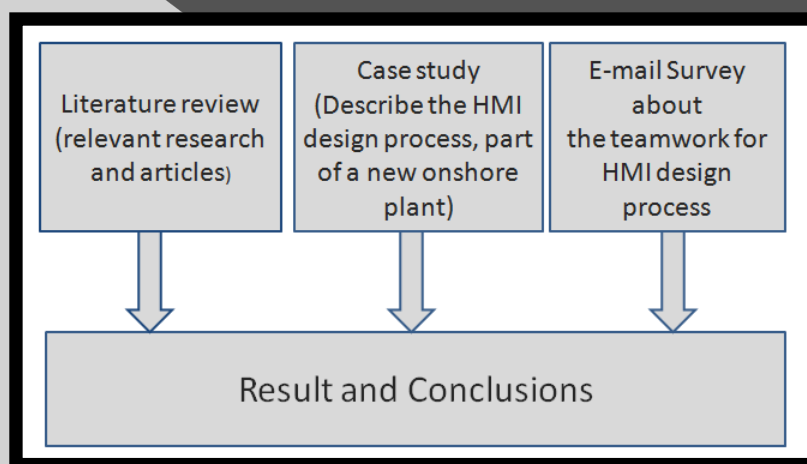 Literature review
(relevant research
and articles)
Case study
(Describe the HMI
design process, part
of a new onshore
plant)
E-mail Survey
about
the teamwork for
HMI design
process
Result and Conclusions